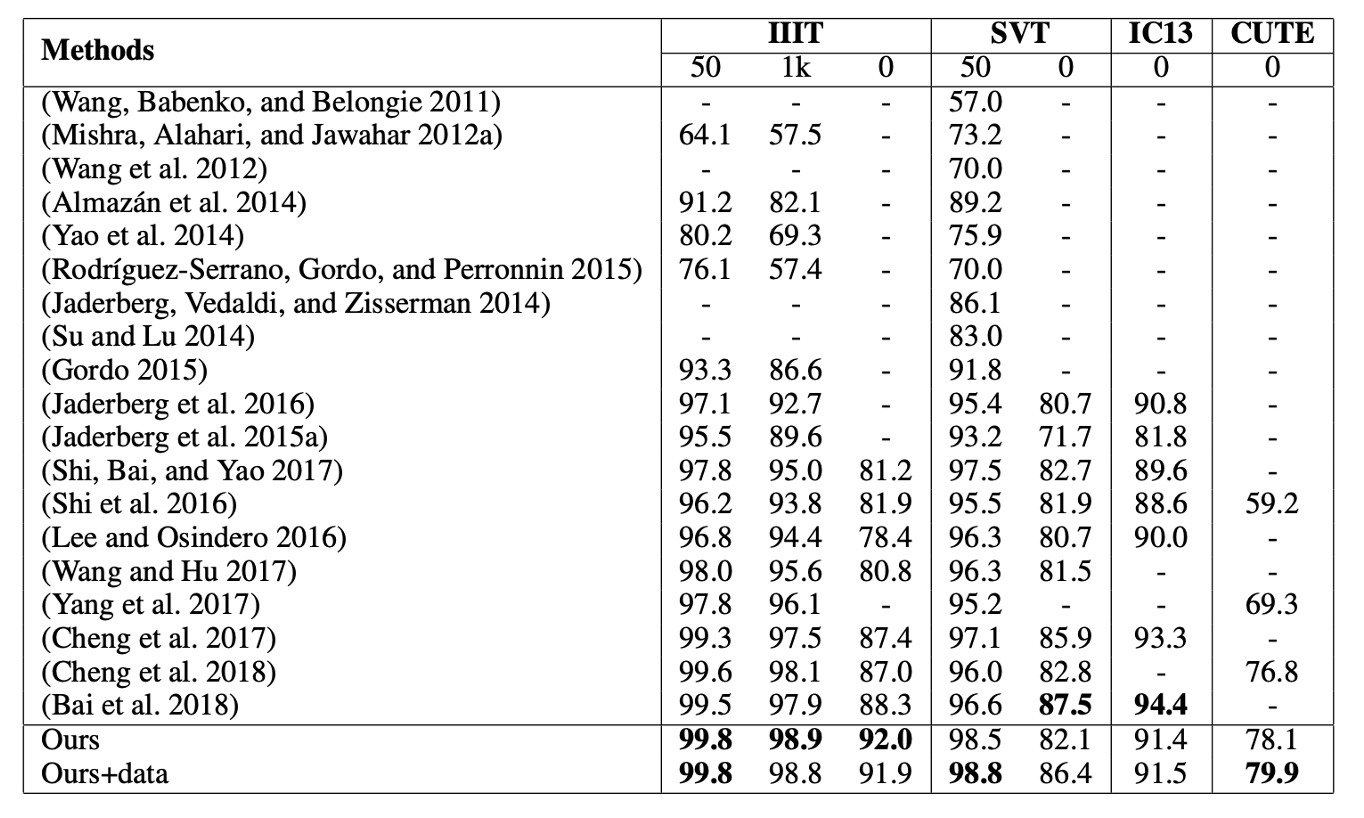 Methods IIIT SVT IC13 CUTE
50 1k 0 50 0 0 0
(Wang, Babenko, and Belongie 2011) - - - 57.0 - - -
(Mishra, Alahari, and Jawahar 2012a) 64.1 57.5 - 73.2 - - -
(Wang et al. 2012) - - - 70.0 - - -
(Almazán et al. 2014) 91.2 82.1 - 89.2 - - -
(Yao et al. 2014) 80.2 69.3 - 75.9 - - -
(Rodríguez-Serrano, Gordo, and Perronnin 2015) 76.1 57.4 - 70.0 - - -
(Jaderberg, Vedaldi, and Zisserman 2014) - - - 86.1 - - -
(Su and Lu 2014) - - - 83.0 - - -
(Gordo 2015) 93.3 86.6 - 91.8 - - -
(Jaderberg et al. 2016) 97.1 92.7 - 95.4 80.7 90.8 -
(Jaderberg et al. 2015a) 95.5 89.6 - 93.2 71.7 81.8 -
(Shi, Bai, and Yao 2017) 97.8 95.0 81.2 97.5 82.7 89.6 -
(Shi et al. 2016) 96.2 93.8 81.9 95.5 81.9 88.6 59.2
(Lee and Osindero 2016) 96.8 94.4 78.4 96.3 80.7 90.0 -
(Wang and Hu 2017) 98.0 95.6 80.8 96.3 81.5 - -
(Yang et al. 2017) 97.8 96.1 - 95.2 - - 69.3
(Cheng et al. 2017) 99.3 97.5 87.4 97.1 85.9 93.3 -
(Cheng et al. 2018) 99.6 98.1 87.0 96.0 82.8 - 76.8
(Bai et al. 2018) 99.5 97.9 88.3 96.6 87.5 94.4 -
Ours 99.8 98.9 92.0 98.5 82.1 91.4 78.1
Ours+data 99.8 98.8 91.9 98.8 86.4 91.5 79.9